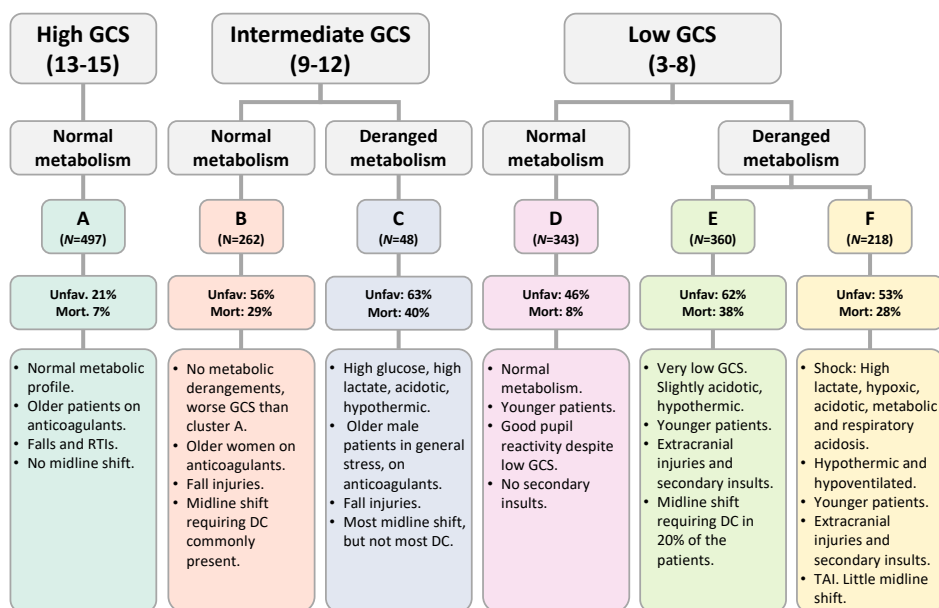 High GCS
(13-15)
Intermediate GCS
(9-12)
Low GCS
(3-8)
Normal
metabolism
Normal
metabolism
Deranged
metabolism
Normal
metabolism
Deranged
metabolism
A
(N=497)
B
(N=262)
C
(N=48)
D
(N=343)
E
(N=360)
F
(N=218)
Unfav. 21%
Mort. 7%
Unfav: 56%
Mort: 29%
Unfav: 63%
Mort: 40%
Unfav: 46%
Mort: 8%
Unfav: 62%
Mort: 38%
Unfav: 53%
Mort: 28%
• Normal metabolic
profile.
• Older patients on
anticoagulants.
• Falls and RTIs.
• No midline shift.
• No metabolic
derangements,
worse GCS than
cluster A.
• Older women on
anticoagulants.
• Fall injuries.
• Midline shift
requiring DC
commonly
present.
• High glucose, high
lactate, acidotic,
hypothermic.
• Older male
patients in general
stress, on
anticoagulants.
• Fall injuries.
• Most midline shift,
but not most DC.
• Normal
metabolism.
• Younger patients.
• Good pupil
reactivity despite
low GCS.
• No secondary
insults.
• Very low GCS.
Slightly acidotic,
hypothermic.
• Younger patients.
• Extracranial
injuries and
secondary insults.
• Midline shift
requiring DC in
20% of the
patients.
• Shock: High
lactate, hypoxic,
acidotic, metabolic
and respiratory
acidosis.
• Hypothermic and
hypoventilated.
• Younger patients.
• Extracranial
injuries and
secondary insults.
• TAI. Little midline
shift.